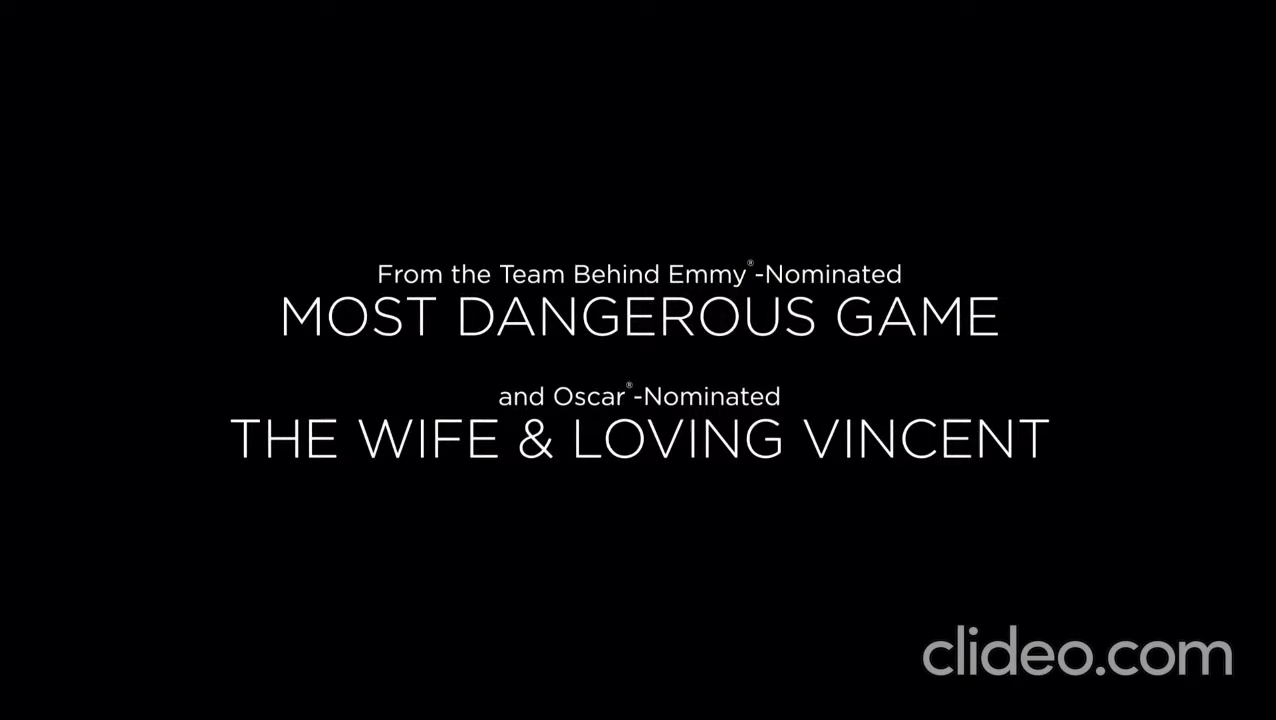 From the Team Behind Emmy®-Nominated
MOST DANGEROUS GAME
and Oscar®-Nominated
THE WIFE & LOVING VINCENT
clideo.com